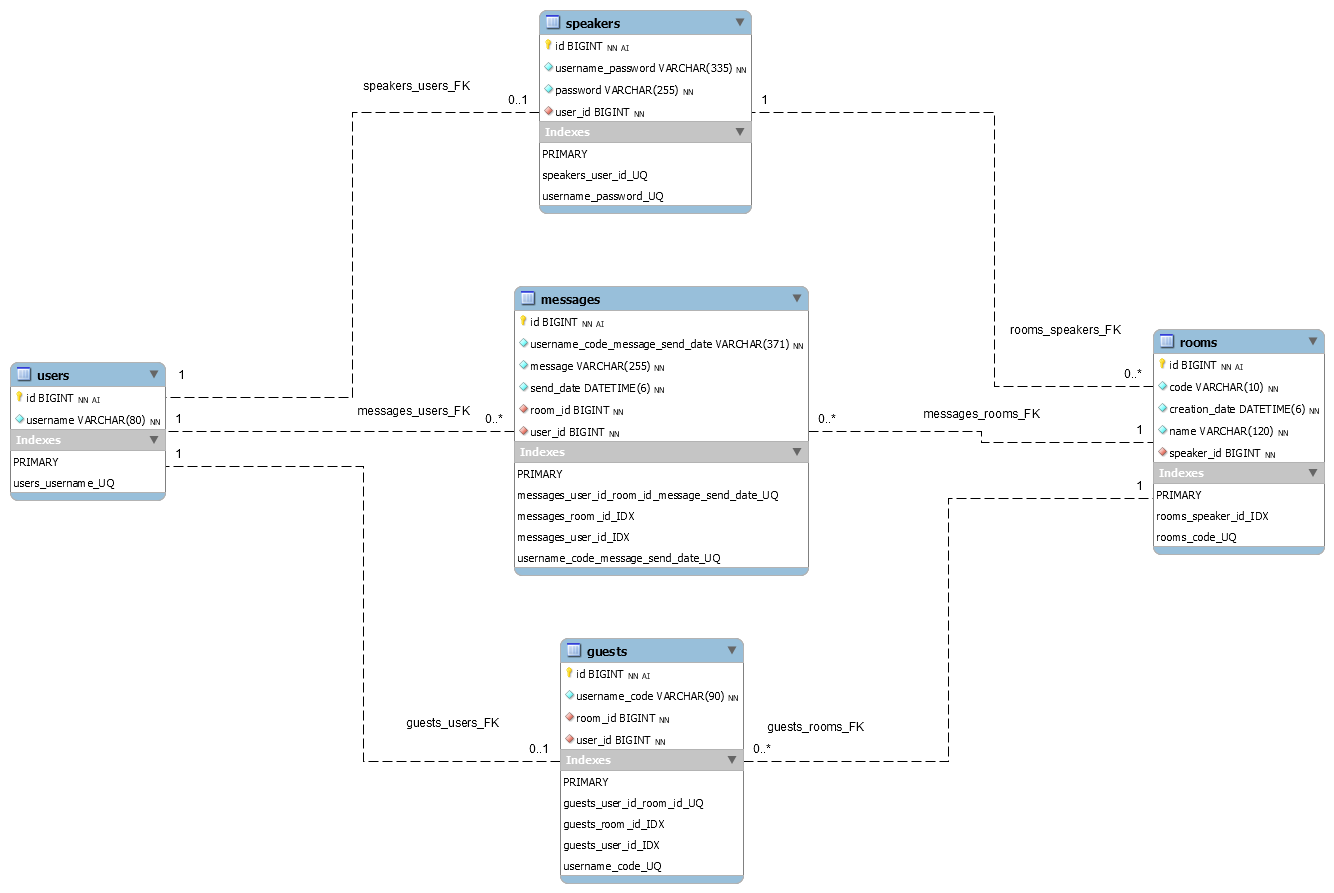 speakers
id BIGINT NN AI
username_password VARCHAR(335) NN
password VARCHAR(255) NN
user_id BIGINT NN
Indexes
PRIMARY
speakers_user_id_UQ
username_password_UQ
speakers_users_FK
0..1
1
messages
id BIGINT NN AI
username_code_message_send_date VARCHAR(371) NN
message VARCHAR(255) NN
send_date DATETIME(6) NN
room_id BIGINT NN
user_id BIGINT NN
Indexes
PRIMARY
messages_user_id_room_id_message_send_date_UQ
messages_room_id_IDX
messages_user_id_IDX
username_code_message_send_date_UQ
rooms_speakers_FK
0..*
rooms
id BIGINT NN AI
code VARCHAR(10) NN
creation_date DATETIME(6) NN
name VARCHAR(120) NN
speaker_id BIGINT NN
Indexes
PRIMARY
rooms_speaker_id_IDX
rooms_code_UQ
users
id BIGINT NN AI
username VARCHAR(80) NN
Indexes
PRIMARY
users_username_UQ
1
1
1
messages_users_FK
0..*
0..*
messages_rooms_FK
1
1
guests
id BIGINT NN AI
username_code VARCHAR(90) NN
room_id BIGINT NN
user_id BIGINT NN
Indexes
PRIMARY
guests_user_id_room_id_UQ
guests_room_id_IDX
guests_user_id_IDX
username_code_UQ
guests_users_FK
0..1
guests_rooms_FK
0..*